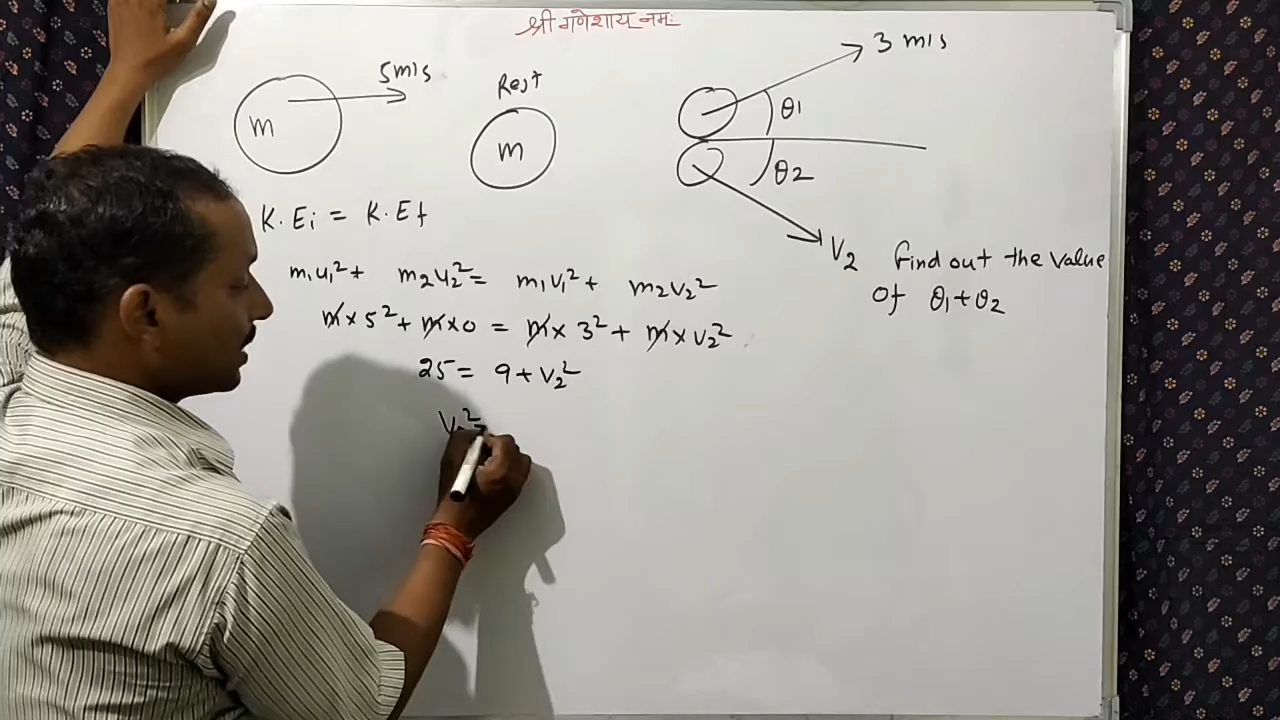 श्री गणेशाय नमः
5m/s
m
Rest
m
3 m/s
θ1
θ2
V2
Find out the value
of θ1+θ2
K.Ei = K.Ef
m1u1² + m2u2² = m1v1² + m2v2²
m × 5² + m × 0 = m × 3² + m × v2²
25 = 9 + v2²